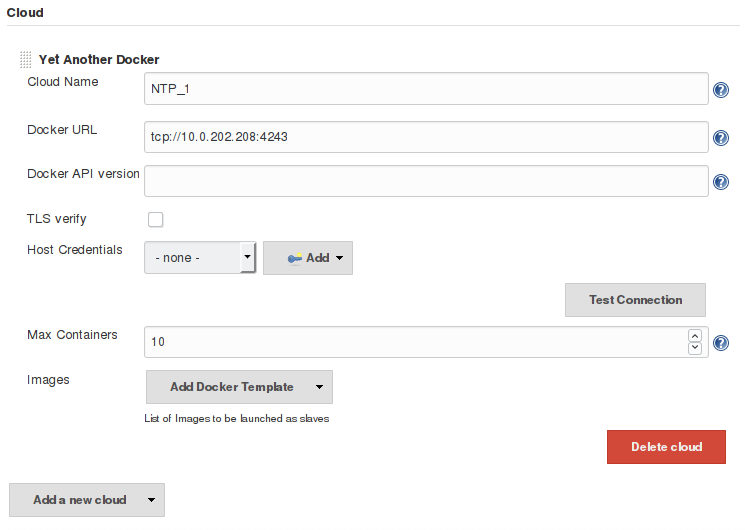 Cloud
Yet Another Docker
Cloud Name
NTP_1
Docker URL
tcp://10.0.202.208:4243
Docker API version
TLS verify
Host Credentials
- none -
Add
Test Connection
Max Containers
10
Images
Add Docker Template
List of Images to be launched as slaves
Delete cloud
Add a new cloud